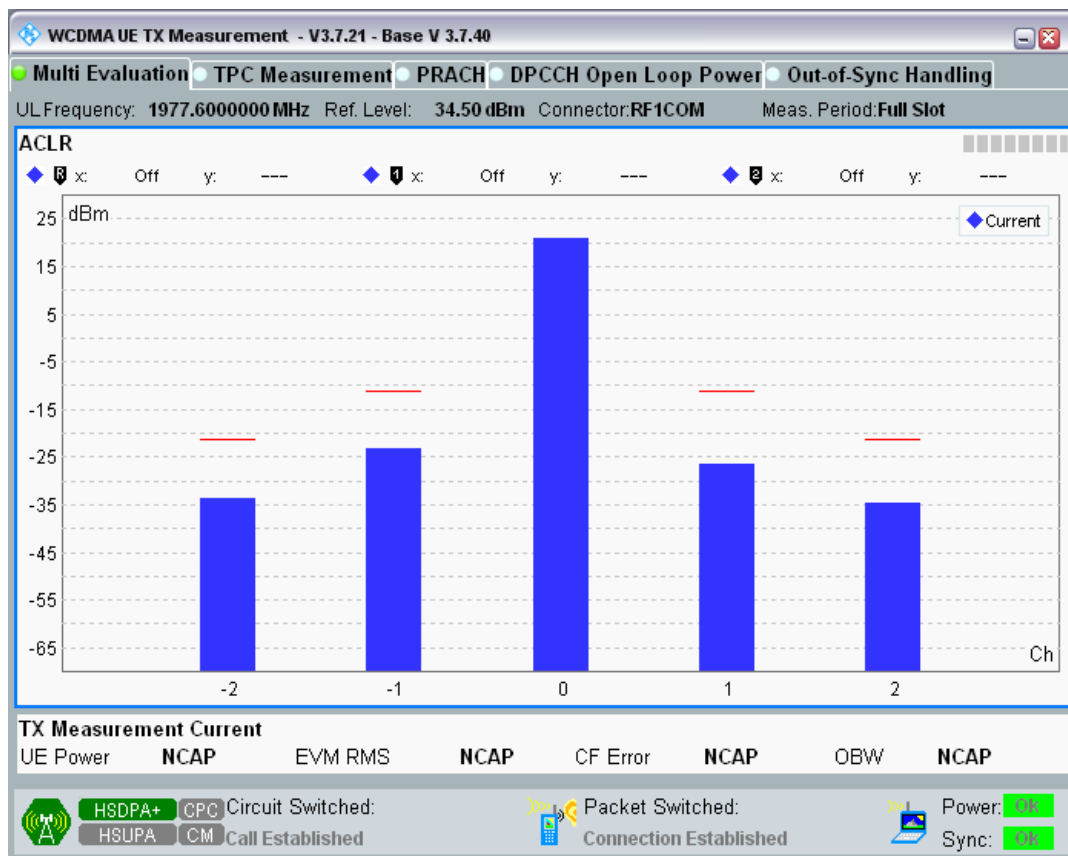 WCDMA UE TX Measurement - V3.7.21 - Base V 3.7.40
Multi Evaluation TPC Measurement PRACH DPCCH Open Loop Power Out-of-Sync Handling
UL Frequency: 1977.6000000 MHz Ref. Level: 34.50 dBm Connector:RF1COM Meas. Period:Full Slot
ACLR
R x: Off y: --- 1 x: Off y: --- 2 x: Off y: ---
dBm
Current
25
15
5
-5
-15
-25
-35
-45
-55
-65
Ch
-2 -1 0 1 2
TX Measurement Current
UE Power NCAP EVM RMS NCAP CF Error NCAP OBW NCAP
HSDPA+ CPC Circuit Switched: Packet Switched: Power: OK
HSUPA CM Call Established Connection Established Sync: OK